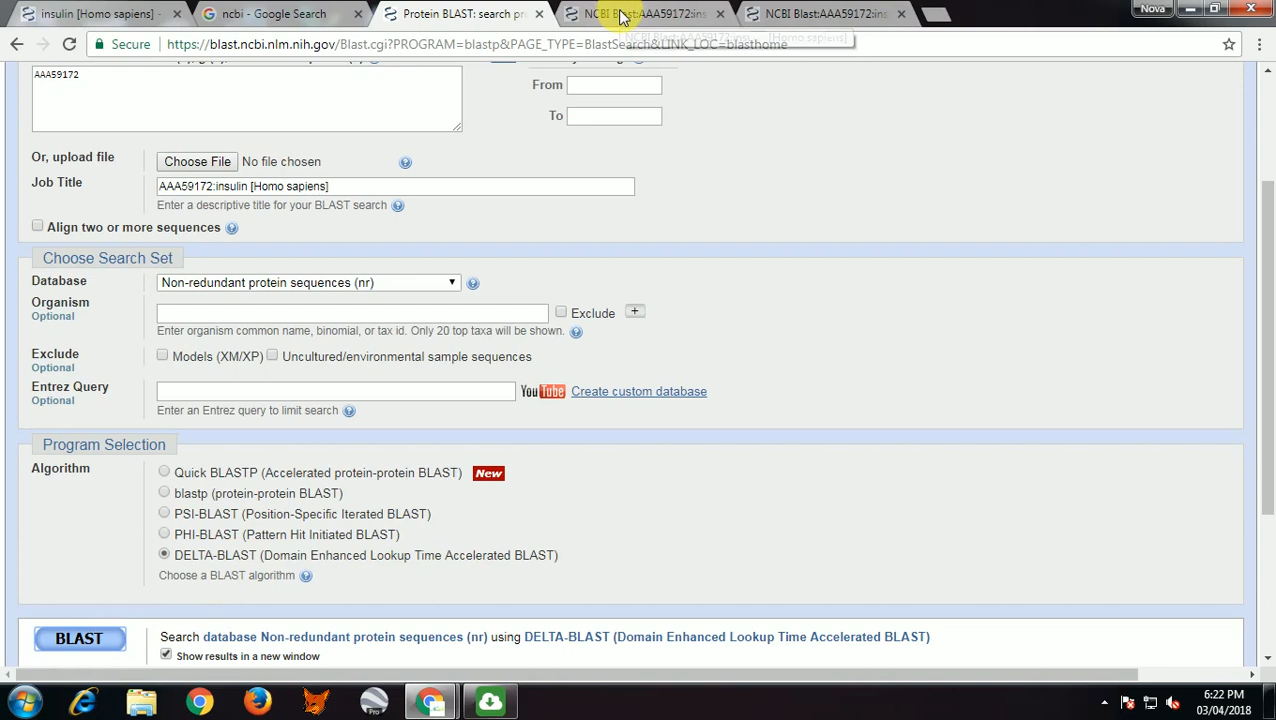 insulin [Homo sapiens] -
ncbi - Google Search
Protein BLAST: search pr
NCBI Blast:AAA59172:ins
NCBI Blast:AAA59172:ins
Nova
Secure
https://blast.ncbi.nlm.nih.gov/Blast.cgi?PROGRAM=blastp&PAGE_TYPE=BlastSearch&LINK_LOC=blasthome
AAA59172
From
To
Or, upload file
Choose File No file chosen
Job Title
AAA59172:insulin [Homo sapiens]
Enter a descriptive title for your BLAST search
Align two or more sequences
Choose Search Set
Database
Non-redundant protein sequences (nr)
Organism
Optional
Exclude
+
Enter organism common name, binomial, or tax id. Only 20 top taxa will be shown.
Exclude
Optional
Models (XM/XP)
Uncultured/environmental sample sequences
Entrez Query
Optional
You Tube
Create custom database
Enter an Entrez query to limit search
Program Selection
Algorithm
Quick BLASTP (Accelerated protein-protein BLAST)
New
blastp (protein-protein BLAST)
PSI-BLAST (Position-Specific Iterated BLAST)
PHI-BLAST (Pattern Hit Initiated BLAST)
DELTA-BLAST (Domain Enhanced Lookup Time Accelerated BLAST)
Choose a BLAST algorithm
BLAST
Search database Non-redundant protein sequences (nr) using DELTA-BLAST (Domain Enhanced Lookup Time Accelerated BLAST)
Show results in a new window
Pro
6:22 PM
03/04/2018